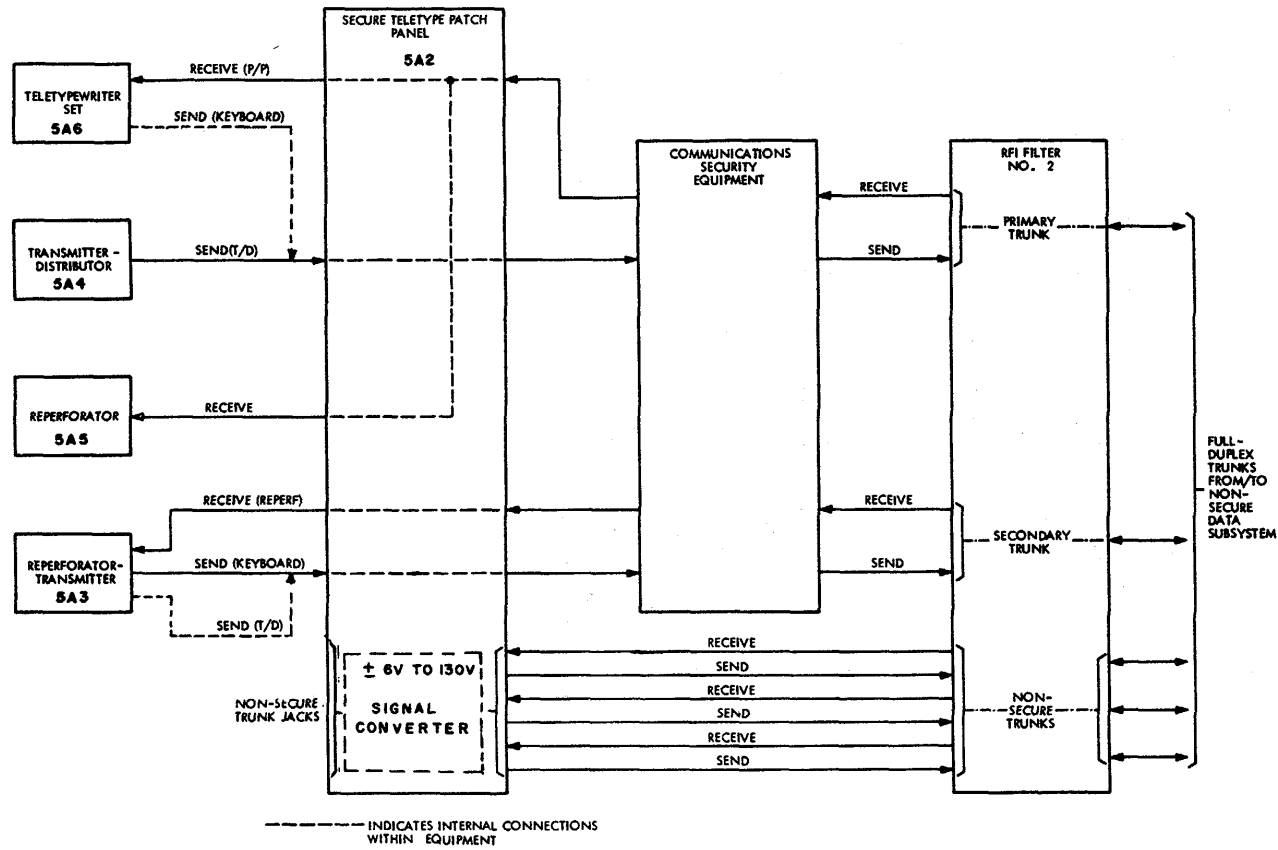 SECURE TELETYPE PATCH
PANEL
5A2
RECEIVE (P/P)
TELETYPEWRITER
SET
5A6
SEND (KEYBOARD)
COMMUNICATIONS
SECURITY
EQUIPMENT
RFI FILTER
NO. 2
RECEIVE
PRIMARY
TRUNK
SEND
TRANSMITTER -
DISTRIBUTOR
5A4
SEND(T/D)
REPERFORATOR
5A5
RECEIVE
FULL-
DUPLEX
TRUNKS
FROM/TO
NON-
SECURE
DATA
SUBSYSTEM
RECEIVE (REPERF)
RECEIVE
SECONDARY
TRUNK
SEND
REPERFORATOR-
TRANSMITTER
5A3
SEND (KEYBOARD)
SEND (T/D)
NON-SECURE
TRUNK JACKS
± 6V TO 130V
SIGNAL
CONVERTER
RECEIVE
SEND
RECEIVE
SEND
RECEIVE
SEND
NON-
SECURE
TRUNKS
INDICATES INTERNAL CONNECTIONS
WITHIN EQUIPMENT